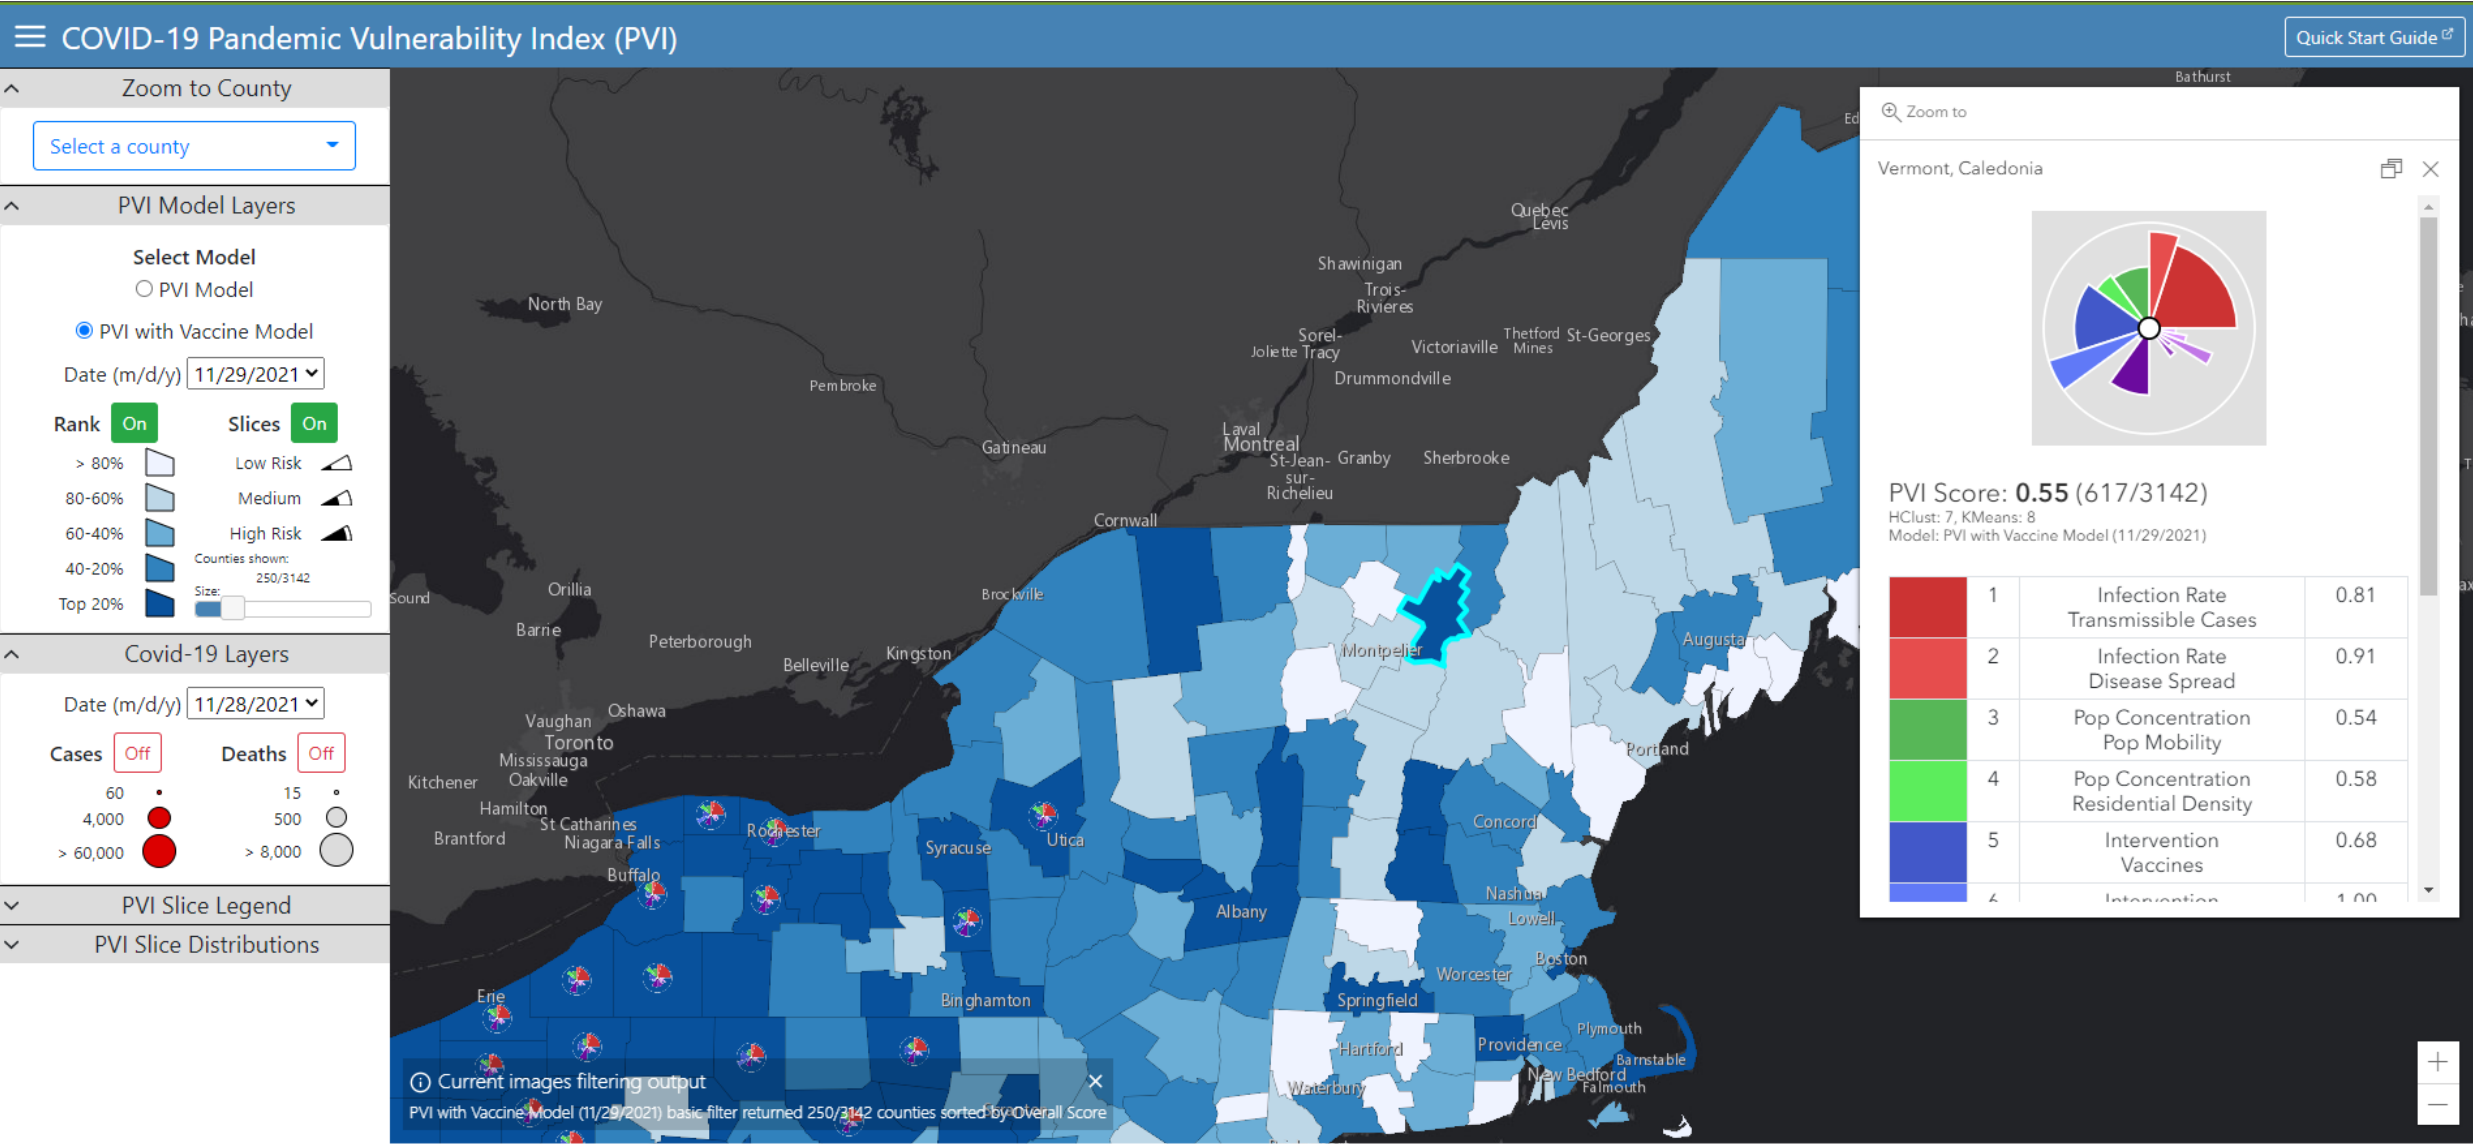 COVID-19 Pandemic Vulnerability Index (PVI)
Quick Start Guide
Zoom to County
Select a county
PVI Model Layers
Select Model
PVI Model
PVI with Vaccine Model
Date (m/d/y) 11/29/2021
Rank On Slices On
> 80% Low Risk
80-60% Medium
60-40% High Risk
40-20% Counties shown:
250/3142
Top 20% Size:
Covid-19 Layers
Date (m/d/y) 11/28/2021
Cases Off Deaths Off
60 15
4,000 500
> 60,000 > 8,000
PVI Slice Legend
PVI Slice Distributions
Bathurst
Ed
Quebec
Levis
Shawinigan
Trois-
Rivieres
North Bay
Sorel-
Tracy
Joliette
Victoriaville
Thetford
Mines
St-Georges
Drummondville
Pembroke
Laval
Montreal
Gatineau
St-Jean-
sur-
Richelieu
Granby
Sherbrooke
Cornwall
Brockville
Orillia
Sound
Barrie
Peterborough
Belleville
Kingston
Montpelier
Augusta
Vaughan
Oshawa
Toronto
Mississauga
Oakville
Kitchener
Hamilton
Brantford
St Catharines
Niagara Falls
Portland
Rochester
Utica
Syracuse
Concord
Buffalo
Nashua
Albany
Lowell
Boston
Worcester
Erie
Binghamton
Springfield
Plymouth
Hartford
Providence
Barnstable
New Bedford
Falmouth
Waterbury
Current images filtering output
PVI with Vaccine Model (11/29/2021) basic filter returned 250/3142 counties sorted by Overall Score
Zoom to
Vermont, Caledonia
PVI Score: 0.55 (617/3142)
HClust: 7, KMeans: 8
Model: PVI with Vaccine Model (11/29/2021)
1 Infection Rate 0.81
Transmissible Cases
2 Infection Rate 0.91
Disease Spread
3 Pop Concentration 0.54
Pop Mobility
4 Pop Concentration 0.58
Residential Density
5 Intervention 0.68
Vaccines
6 Intervention 1.00